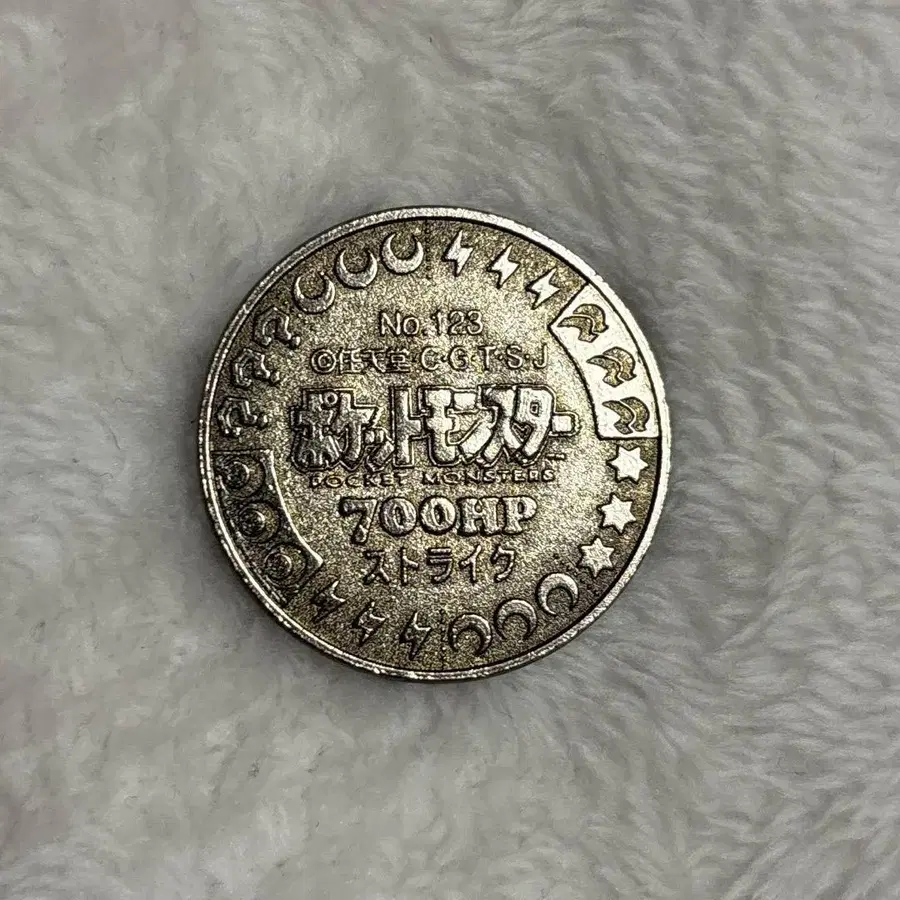 No.123
©任天堂・C・G・T・S・J
ポケットモンスター
POCKET MONSTERS
700HP
ストライク